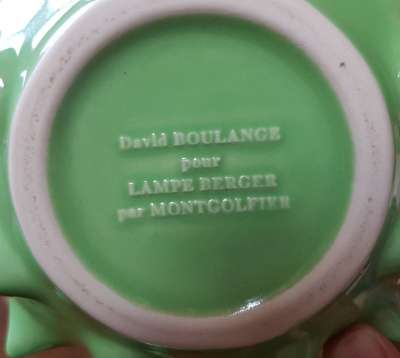 David BOULANGE
pour
LAMPE BERGER
par MONTGOLFIER